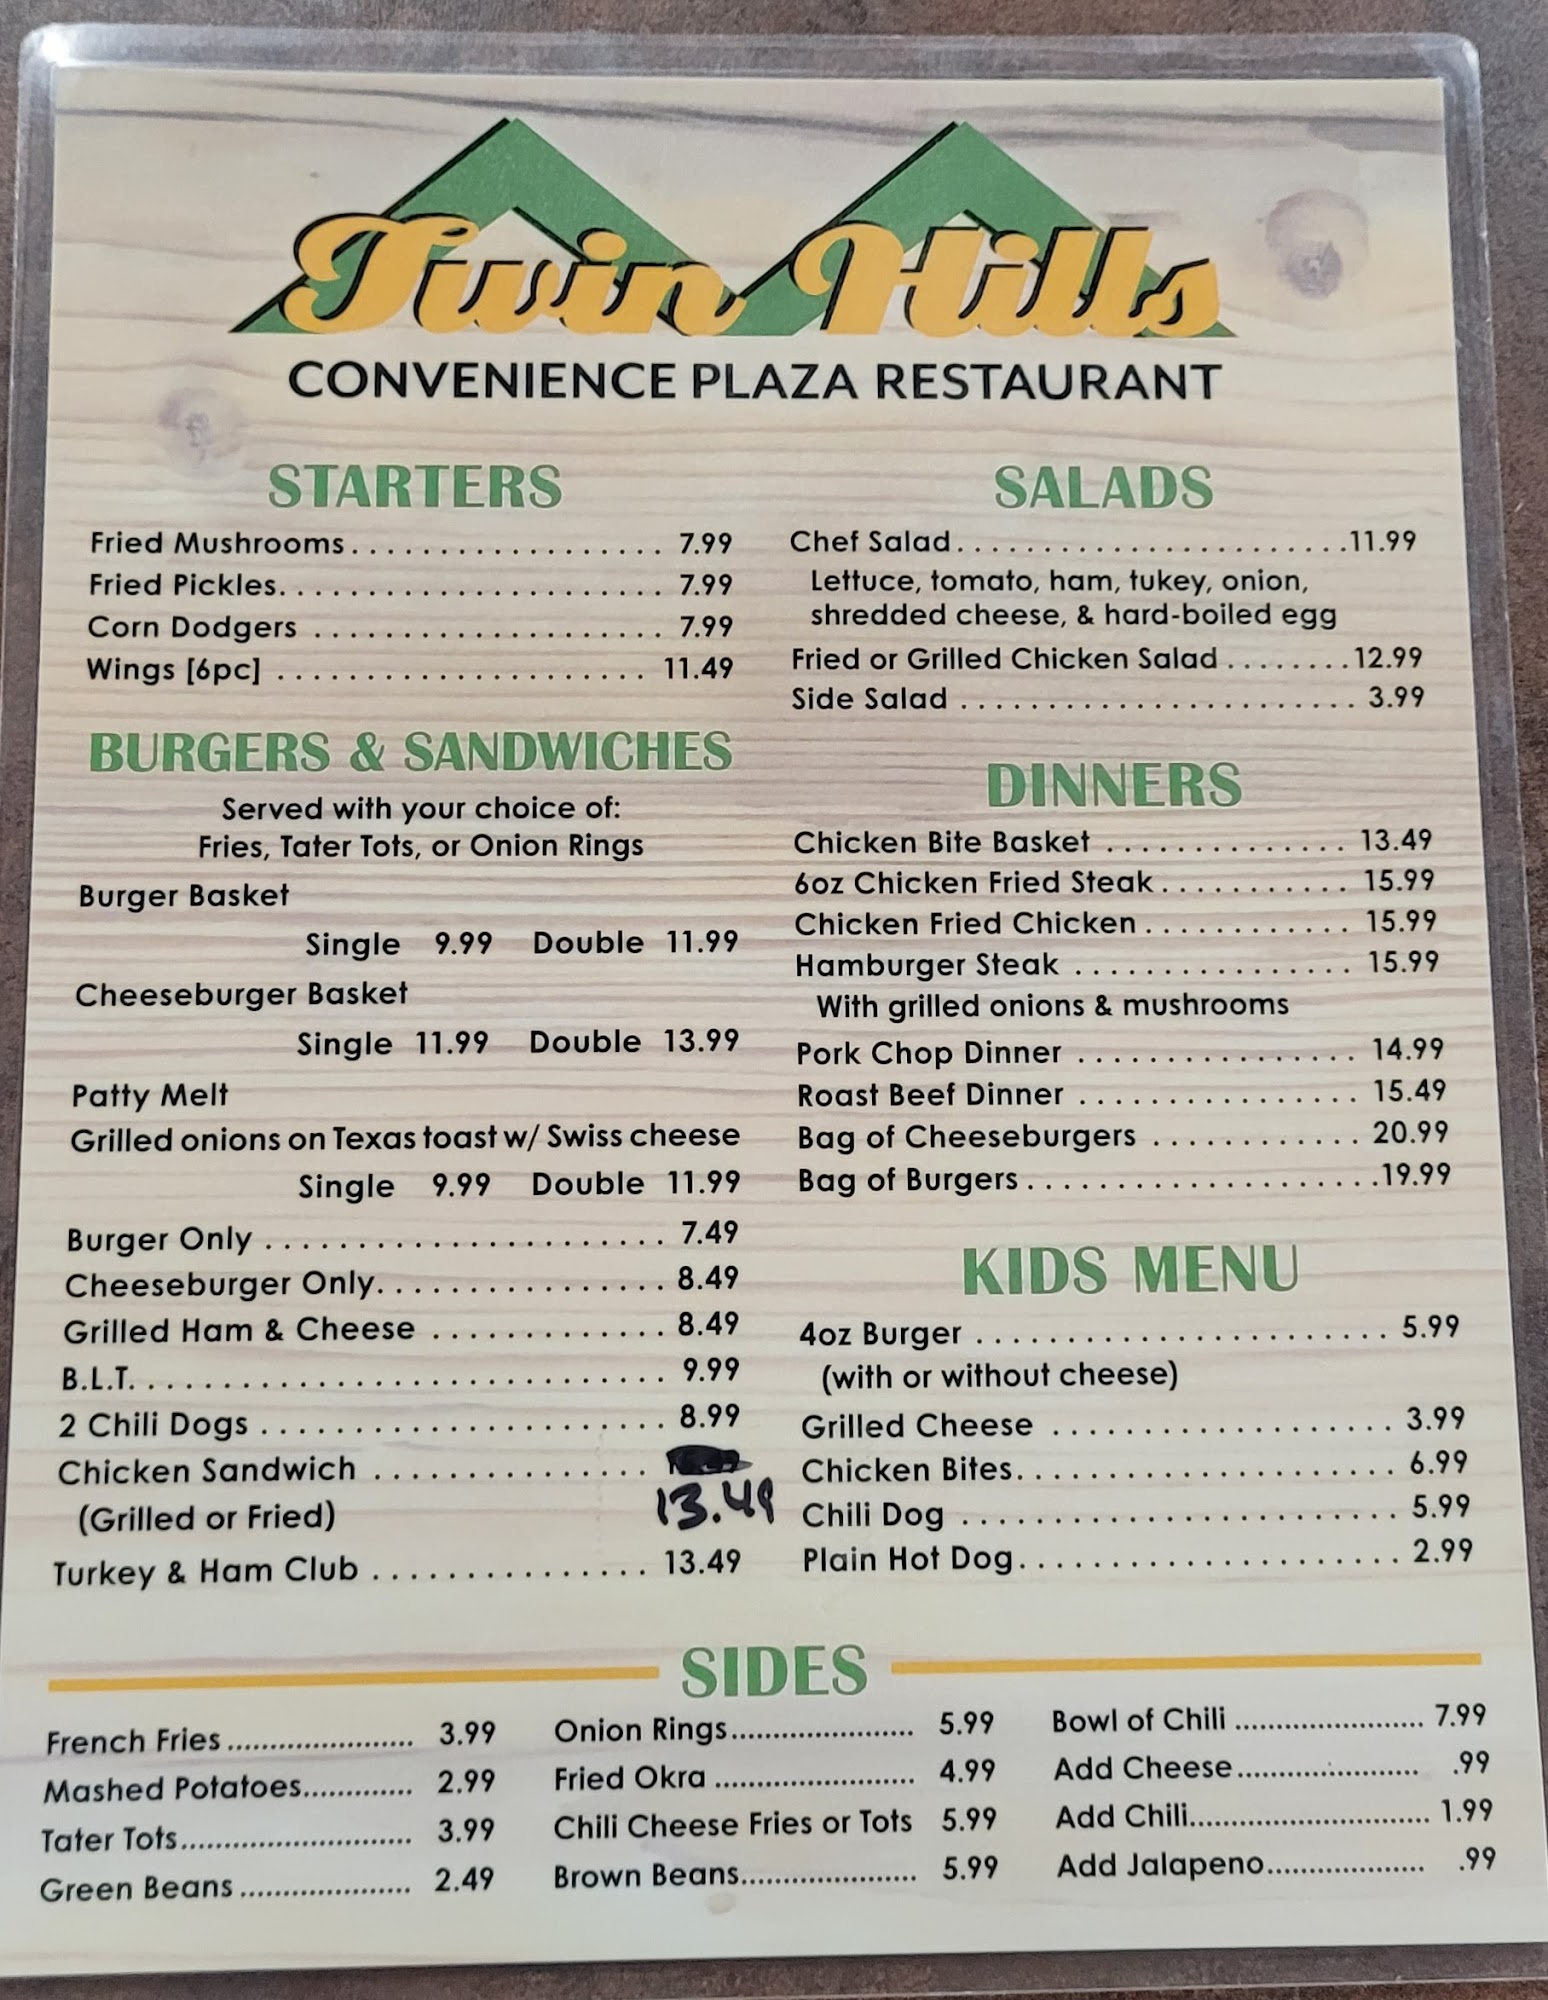 Twin Hills
CONVENIENCE PLAZA RESTAURANT
STARTERS
Fried Mushrooms. . . . . . . . . . . . . . . . . . 7.99
Fried Pickles. . . . . . . . . . . . . . . . . . . . . . 7.99
Corn Dodgers . . . . . . . . . . . . . . . . . . . . 7.99
Wings [6pc] . . . . . . . . . . . . . . . . . . . . . 11.49
BURGERS & SANDWICHES
Served with your choice of:
Fries, Tater Tots, or Onion Rings
Burger Basket
Single 9.99 Double 11.99
Cheeseburger Basket
Single 11.99 Double 13.99
Patty Melt
Grilled onions on Texas toast w/ Swiss cheese
Single 9.99 Double 11.99
Burger Only . . . . . . . . . . . . . . . . . . . . . . 7.49
Cheeseburger Only. . . . . . . . . . . . . . . . 8.49
Grilled Ham & Cheese . . . . . . . . . . . . . 8.49
B.L.T. . . . . . . . . . . . . . . . . . . . . . . . . . . . . 9.99
2 Chili Dogs . . . . . . . . . . . . . . . . . . . . . . 8.99
Chicken Sandwich . . . . . . . . . . . . . . .
(Grilled or Fried) 13.49
Turkey & Ham Club . . . . . . . . . . . . . . . 13.49
SALADS
Chef Salad. . . . . . . . . . . . . . . . . . . . . . .11.99
Lettuce, tomato, ham, tukey, onion,
shredded cheese, & hard-boiled egg
Fried or Grilled Chicken Salad . . . . . . . .12.99
Side Salad . . . . . . . . . . . . . . . . . . . . . . . 3.99
DINNERS
Chicken Bite Basket . . . . . . . . . . . . . . 13.49
6oz Chicken Fried Steak. . . . . . . . . . . 15.99
Chicken Fried Chicken . . . . . . . . . . . . 15.99
Hamburger Steak . . . . . . . . . . . . . . . . 15.99
With grilled onions & mushrooms
Pork Chop Dinner . . . . . . . . . . . . . . . . 14.99
Roast Beef Dinner . . . . . . . . . . . . . . . . 15.49
Bag of Cheeseburgers . . . . . . . . . . . . 20.99
Bag of Burgers. . . . . . . . . . . . . . . . . . . .19.99
KIDS MENU
4oz Burger . . . . . . . . . . . . . . . . . . . . . . . 5.99
(with or without cheese)
Grilled Cheese . . . . . . . . . . . . . . . . . . . 3.99
Chicken Bites. . . . . . . . . . . . . . . . . . . . . 6.99
Chili Dog . . . . . . . . . . . . . . . . . . . . . . . . 5.99
Plain Hot Dog. . . . . . . . . . . . . . . . . . . . . 2.99
SIDES
French Fries...................... 3.99
Mashed Potatoes............. 2.99
Tater Tots........................... 3.99
Green Beans.................... 2.49
Onion Rings..................... 5.99
Fried Okra ........................ 4.99
Chili Cheese Fries or Tots 5.99
Brown Beans..................... 5.99
Bowl of Chili ...................... 7.99
Add Cheese..................... .99
Add Chili............................ 1.99
Add Jalapeno................... .99